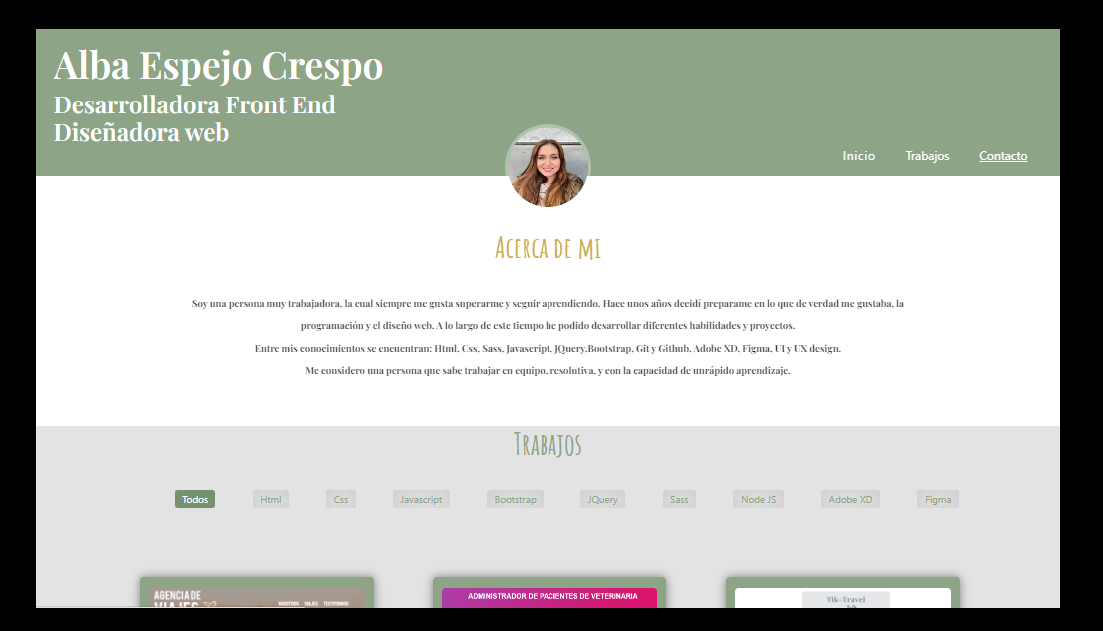 Alba Espejo Crespo
Desarrolladora Front End
Diseñadora web
Inicio Trabajos Contacto
Acerca de mi
Soy una persona muy trabajadora, la cual siempre me gusta superarme y seguir aprendiendo. Hace unos años decidí preparame en lo que de verdad me gustaba, la
programación y el diseño web. A lo largo de este tiempo he podido desarrollar diferentes habilidades y proyectos.
Entre mis conocimientos se encuentran: Html, Css, Sass, Javascript, JQuery,Bootstrap, Git y Github, Adobe XD, Figma, UI y UX design.
Me considero una persona que sabe trabajar en equipo, resolutiva, y con la capacidad de unrápido aprendizaje.
Trabajos
Todos Html Css Javascript Bootstrap JQuery Sass Node JS Adobe XD Figma
AGENCIA DE
VIAJES
NOSOTROS VIAJES TESTIMONIOS
ADMINISTRADOR DE PACIENTES DE VETERINARIA
Tik-Travel